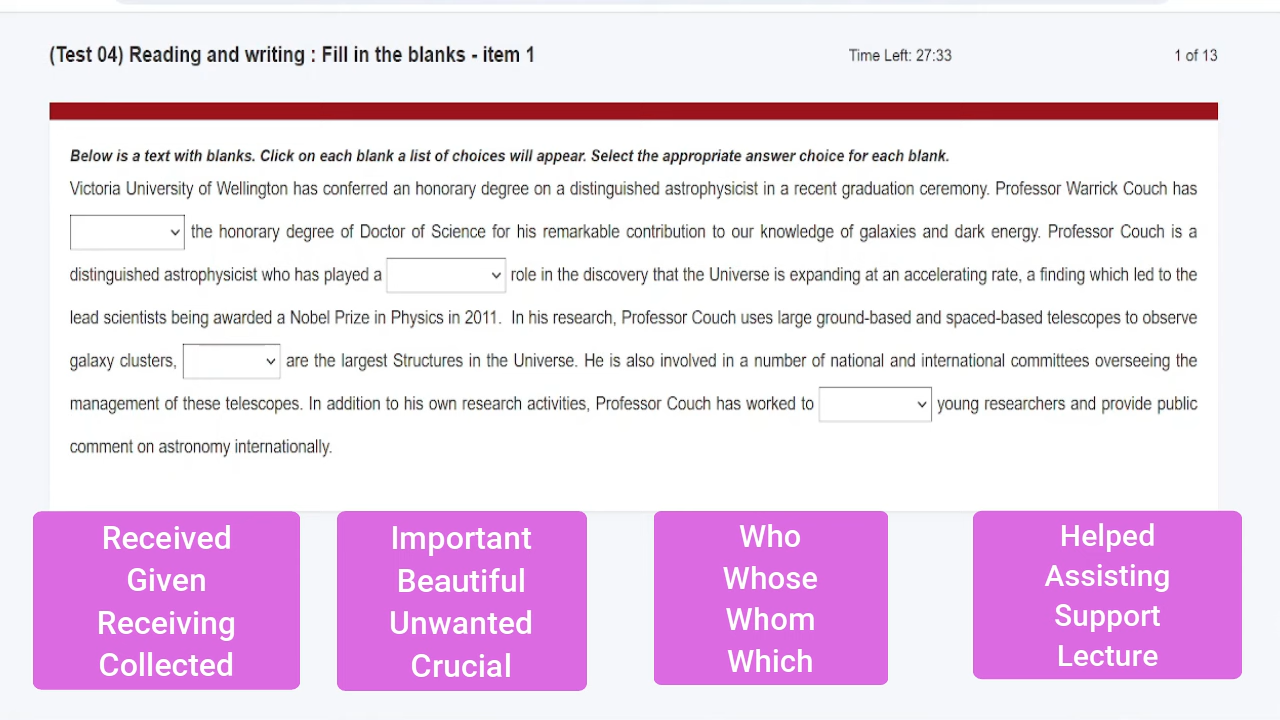 (Test 04) Reading and writing : Fill in the blanks - item 1
Time Left: 27:33
1 of 13
Below is a text with blanks. Click on each blank a list of choices will appear. Select the appropriate answer choice for each blank.
Victoria University of Wellington has conferred an honorary degree on a distinguished astrophysicist in a recent graduation ceremony. Professor Warrick Couch has
the honorary degree of Doctor of Science for his remarkable contribution to our knowledge of galaxies and dark energy. Professor Couch is a
distinguished astrophysicist who has played a role in the discovery that the Universe is expanding at an accelerating rate, a finding which led to the
lead scientists being awarded a Nobel Prize in Physics in 2011. In his research, Professor Couch uses large ground-based and spaced-based telescopes to observe
galaxy clusters, are the largest Structures in the Universe. He is also involved in a number of national and international committees overseeing the
management of these telescopes. In addition to his own research activities, Professor Couch has worked to young researchers and provide public
comment on astronomy internationally.
Received
Given
Receiving
Collected
Important
Beautiful
Unwanted
Crucial
Who
Whose
Whom
Which
Helped
Assisting
Support
Lecture